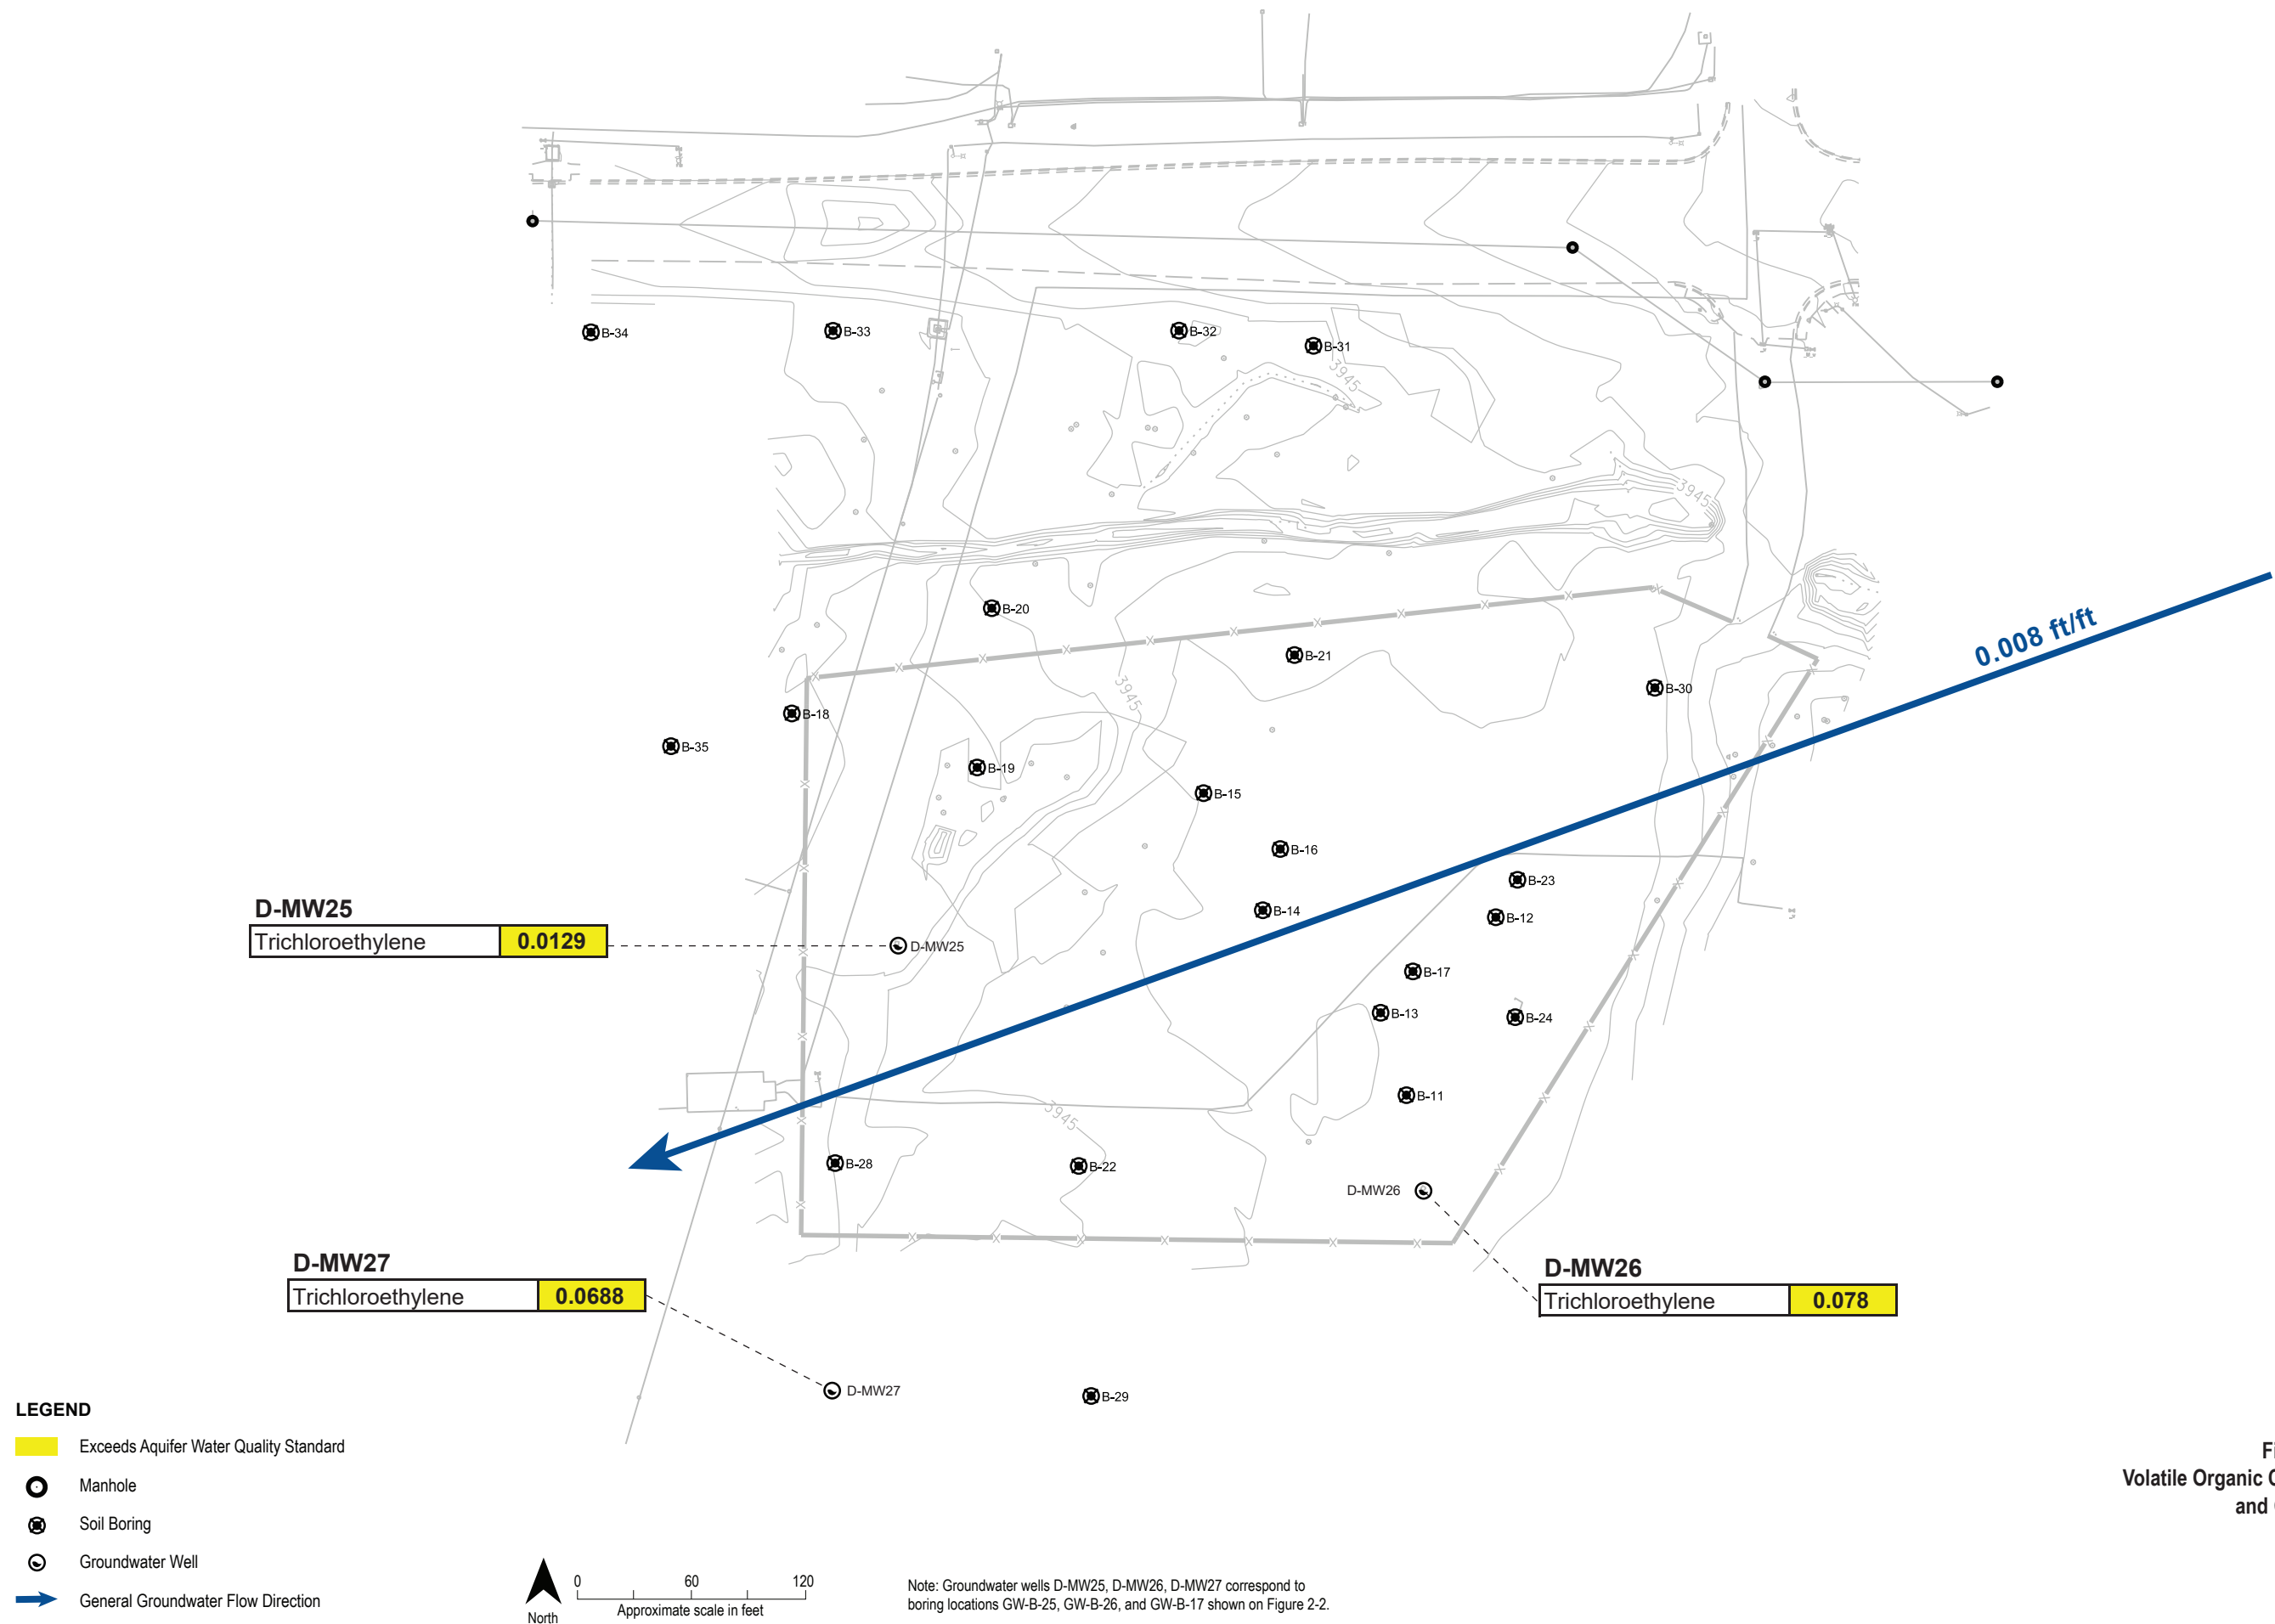 B-34
B-33
B-32
B-31
3945
3945
B-20
0.008 ft/ft
B-21
B-30
3945
B-18
B-35
B-19
B-15
B-16
B-23
D-MW25
Trichloroethylene 0.0129
B-14
B-12
D-MW25
B-17
B-13
B-24
B-11
3945
B-28
B-22
D-MW26
D-MW27
Trichloroethylene 0.0688
D-MW26
Trichloroethylene 0.078
D-MW27
B-29
LEGEND
Exceeds Aquifer Water Quality Standard
Manhole
Soil Boring
Groundwater Well
General Groundwater Flow Direction
North
0 60 120
Approximate scale in feet
Note: Groundwater wells D-MW25, D-MW26, D-MW27 correspond to
boring locations GW-B-25, GW-B-26, and GW-B-17 shown on Figure 2-2.
Volatile Organic
and